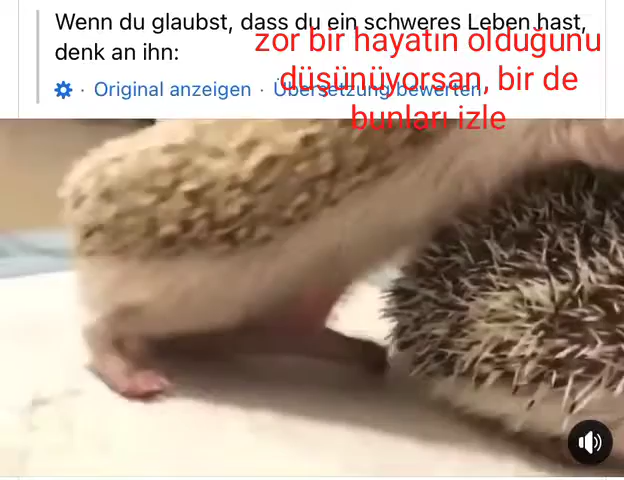 Wenn du glaubst, dass du ein schweres Leben hast,
denk an ihn:
zor bir hayatın olduğunu
düşünüyorsan, bir de
bunları izle
· Original anzeigen · Übersetzung bewerten